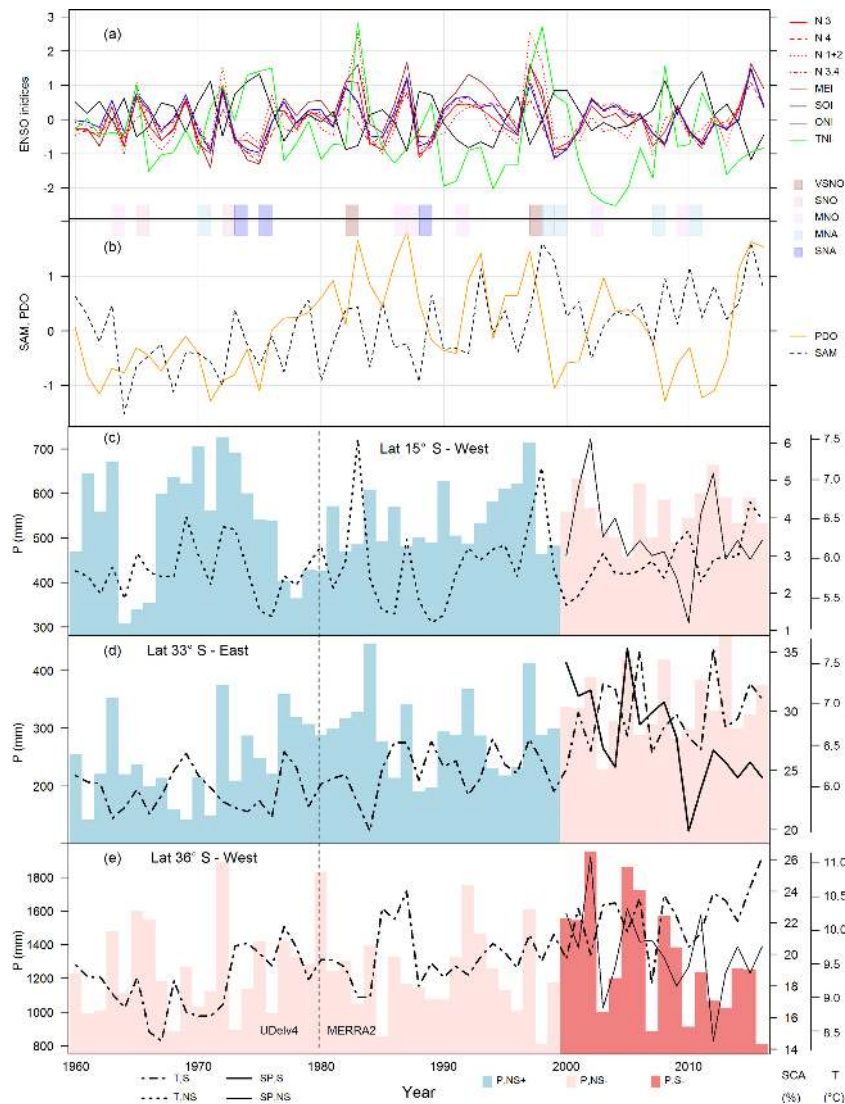 3
(a)
2
1
0
-1
-2
ENSO inidices
N 3
N 4
N 1+2
N 3.4
MEI
SOI
ONI
TNI
VSNO
SNO
MNO
MNA
SNA
(b)
1
0
-1
SAM, PDO
PDO
SAM
(c)
Lat 15° S - West
700
600
500
400
300
P (mm)
6
5
4
3
2
1
7.5
7.0
6.5
6.0
5.5
(d)
Lat 33° S - East
400
300
200
P (mm)
35
30
25
20
7.5
7.0
6.5
6.0
(e)
Lat 36° S - West
1800
1600
1400
1200
1000
800
P (mm)
26
24
22
20
18
16
14
11.0
10.5
10.0
9.5
9.0
8.5
UDelv4
MERRA2
1960
1970
1980
1990
2000
2010
Year
T,S
T,NS
SP,S
SP,NS
P,NS+
P,NS-
P,S-
SCA
(%)
T
(°C)